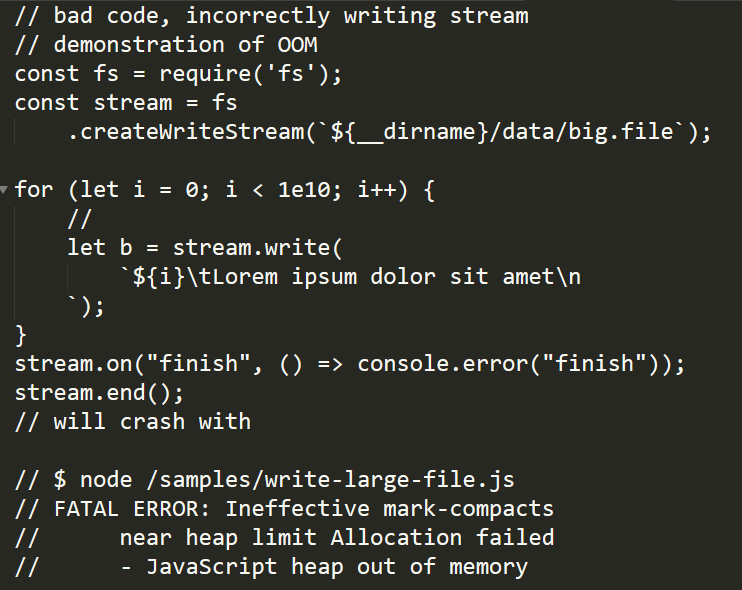 // bad code, incorrectly writing stream
// demonstration of OOM
const fs = require('fs');
const stream = fs
    .createWriteStream(`${__dirname}/data/big.file`);

for (let i = 0; i < 1e10; i++) {
    //
    let b = stream.write(
        `${i}\tLorem ipsum dolor sit amet\n
    `);
}
stream.on("finish", () => console.error("finish"));
stream.end();
// will crash with

// $ node /samples/write-large-file.js
// FATAL ERROR: Ineffective mark-compacts
//      near heap limit Allocation failed
//      - JavaScript heap out of memory